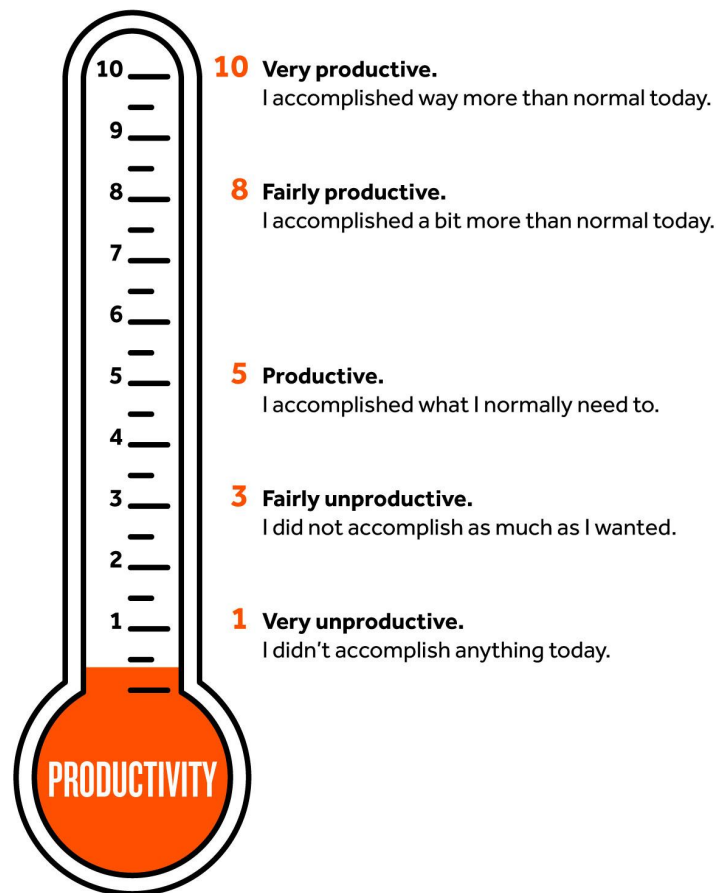 10
9
8
7
6
5
4
3
2
1
PRODUCTIVITY
10 Very productive.
I accomplished way more than normal today.
8 Fairly productive.
I accomplished a bit more than normal today.
5 Productive.
I accomplished what I normally need to.
3 Fairly unproductive.
I did not accomplish as much as I wanted.
1 Very unproductive.
I didn’t accomplish anything today.